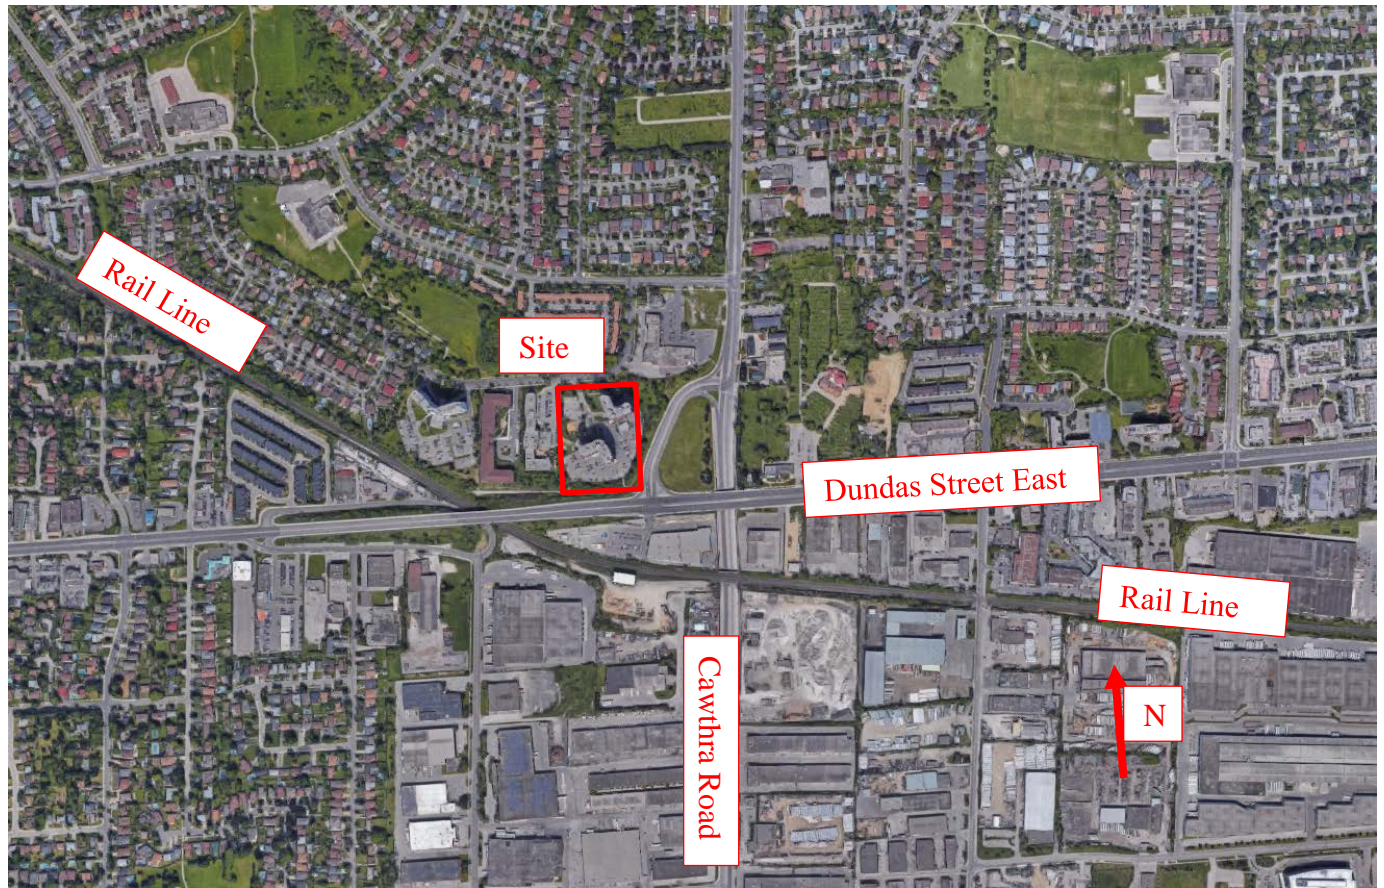 Rail Line
Site
Dundas Street East
Rail Line
Cawthra Road
N